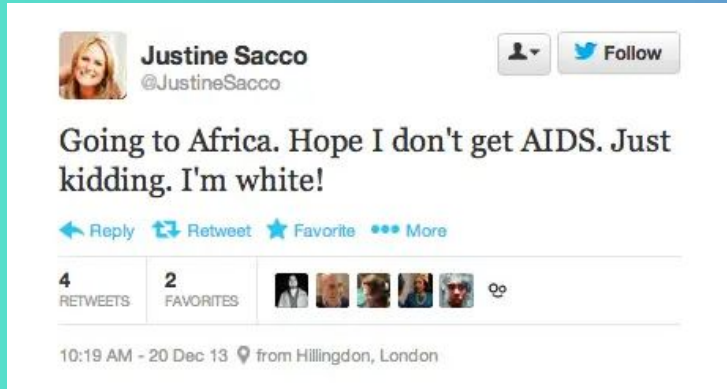 Justine Sacco
@JustineSacco
Follow
Going to Africa. Hope I don't get AIDS. Just
kidding. I'm white!
Reply Retweet Favorite More
4 2
RETWEETS FAVORITES
10:19 AM - 20 Dec 13 from Hillingdon, London